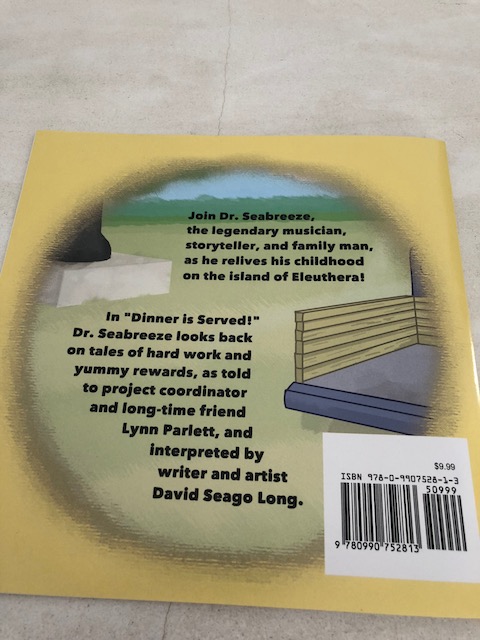 Join Dr. Seabreeze,
the legendary musician,
storyteller, and family man,
as he relives his childhood
on the island of Eleuthera!
In "Dinner is Served!"
Dr. Seabreeze looks back
on tales of hard work and
yummy rewards, as told
to project coordinator
and long-time friend
Lynn Parlett, and
interpreted by
writer and artist
David Seago Long.
$9.99
ISBN 978-0-9907528-1-3
50999
9 780990 752813